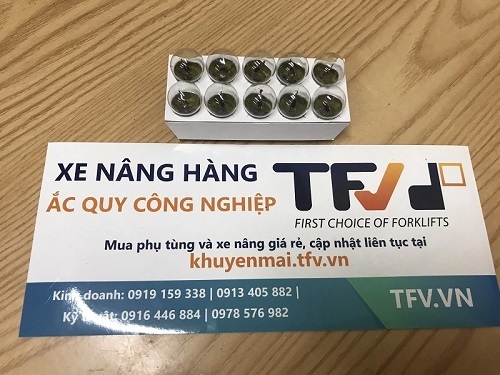 XE NÂNG HÀNG
ẮC QUY CÔNG NGHIỆP
TFVJ
FIRST CHOICE OF FORKLIFTS
Mua phụ tùng và xe nâng giá rẻ, cập nhật liên tục tại
khuyenmai.tfv.vn
Kinh doanh: 0919 159 338 | 0913 405 882 |
Kỹ thuật: 0916 446 884 | 0978 576 982
TFV.VN